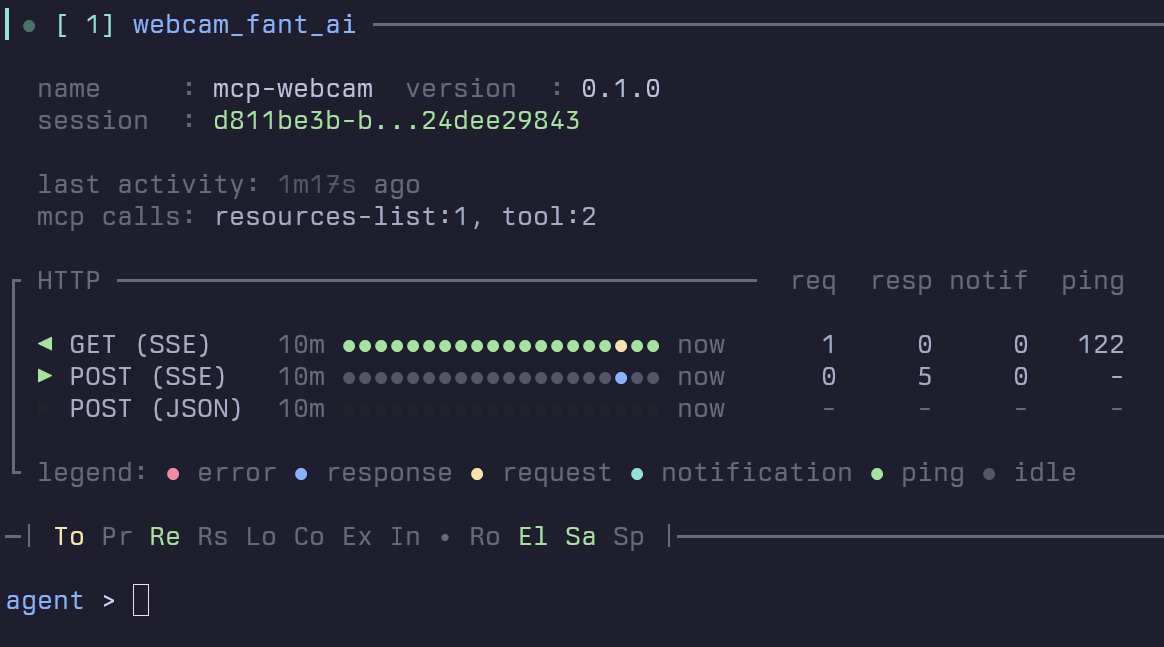 [ 1] webcam_fant_ai
name : mcp-webcam version : 0.1.0
session : d811be3b-b...24dee29843
last activity: 1m17s ago
mcp calls: resources-list:1, tool:2
HTTP req resp notif ping
◀ GET (SSE) 10m ●●●●●●●●●●●●●●●●●●●● now 1 0 0 122
▶ POST (SSE) 10m ●●●●●●●●●●●●●●●●●●●● now 0 5 0 -
▶ POST (JSON) 10m ●●●●●●●●●●●●●●●●●●●● now - - - -
legend: ● error ● response ● request ● notification ● ping ● idle
To Pr Re Rs Lo Co Ex In • Ro El Sa Sp
agent >